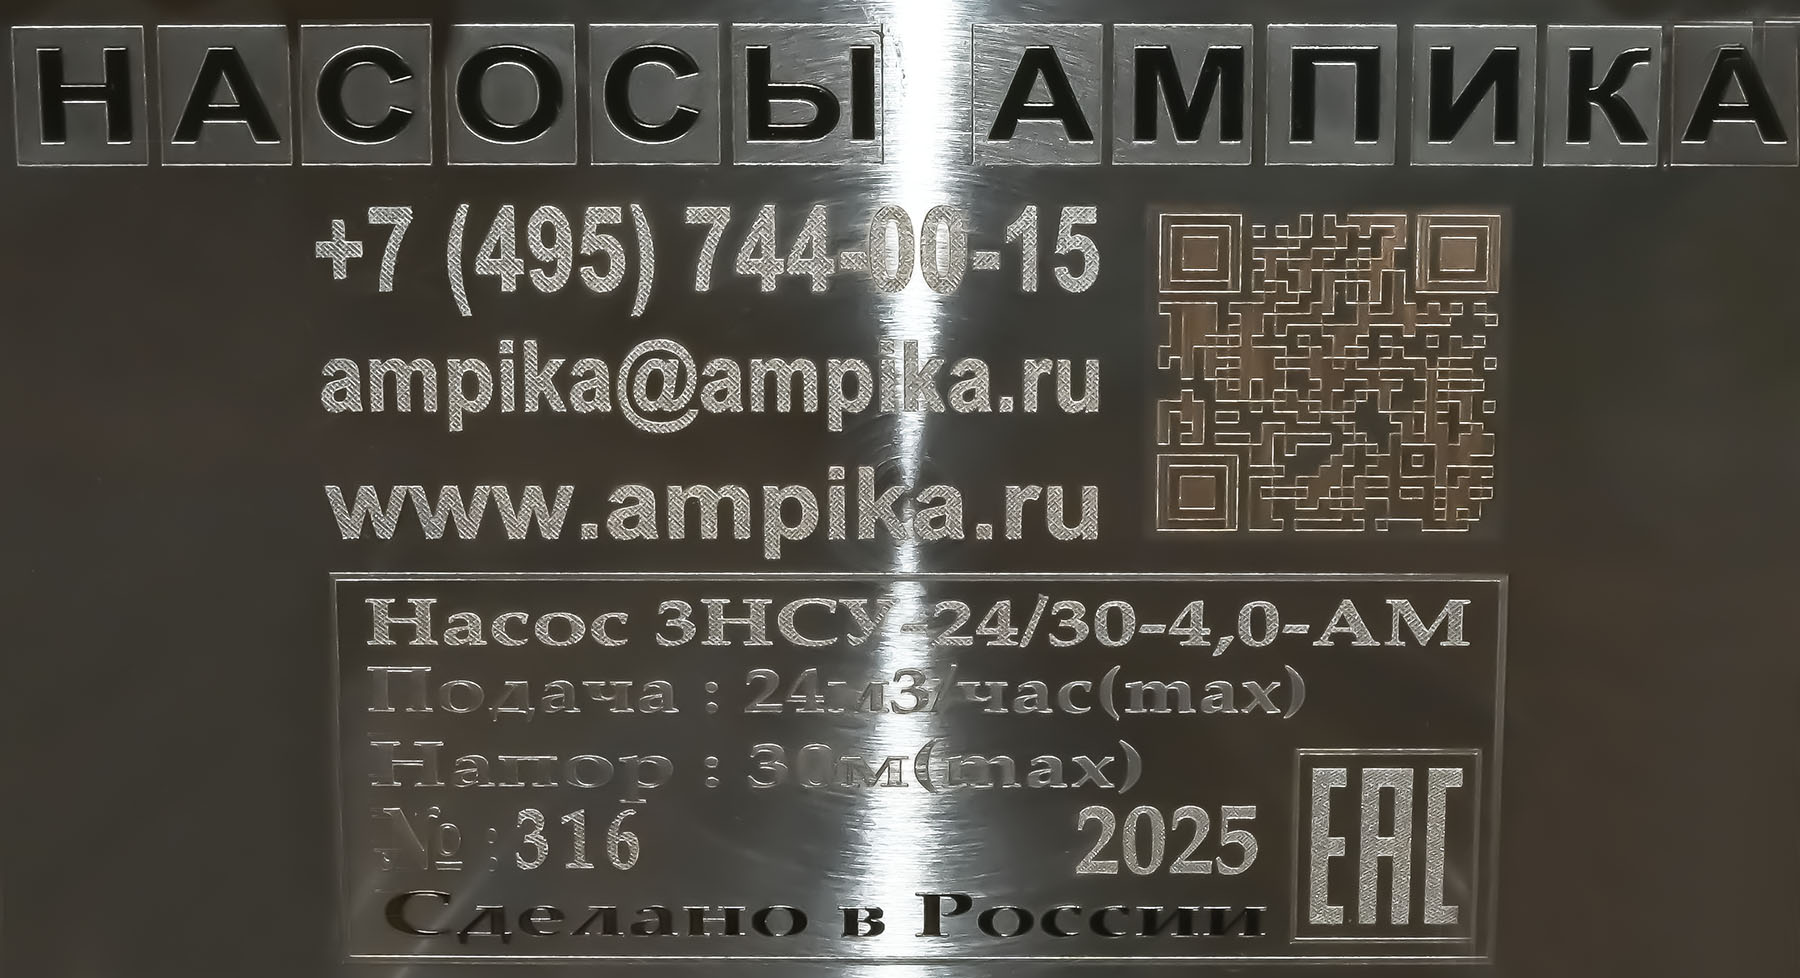 НАСОСЫ АМПИКА
+7 (495) 744-00-15
ampika@ampika.ru
www.ampika.ru
Насос 3НСУ-24/30-4,0-АМ
Подача : 24м3/час(max)
Напор : 30м(max)
№ :316 2025
EAC
Сделано в России